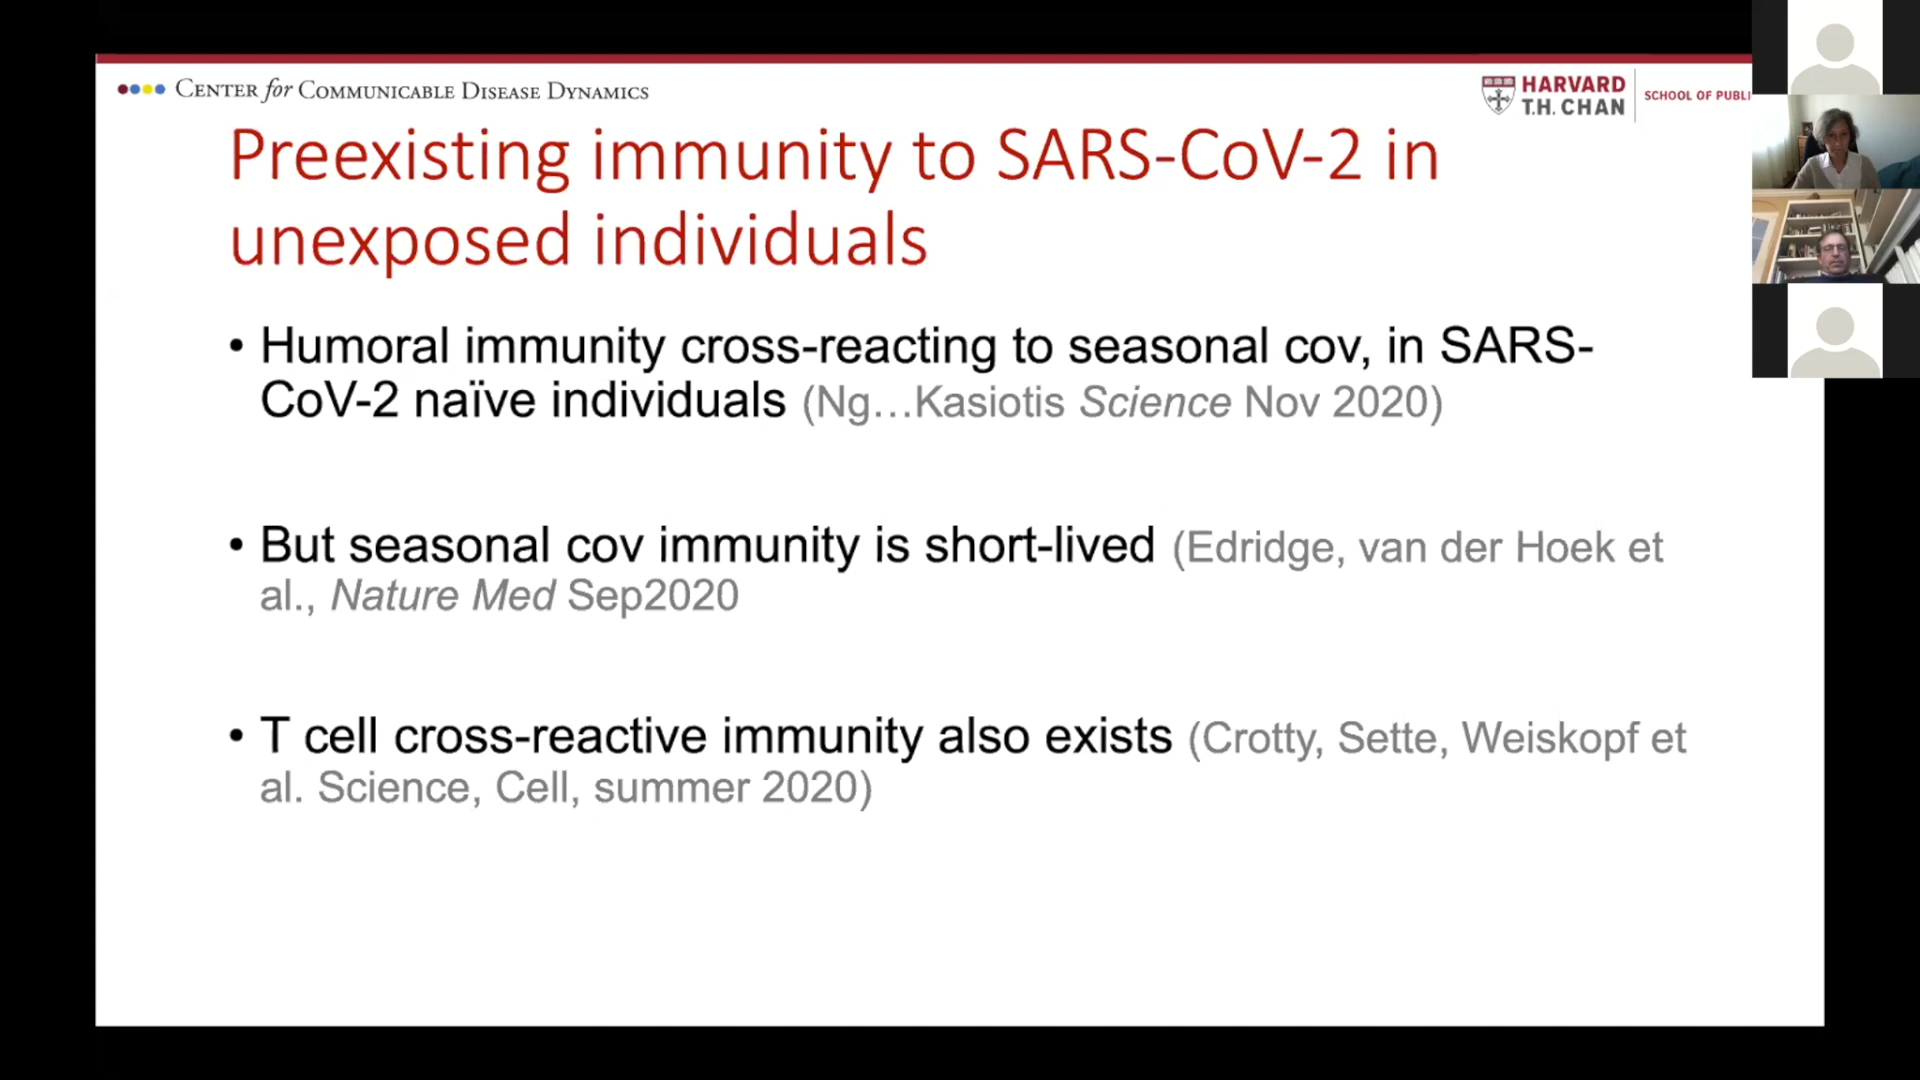 CENTER for COMMUNICABLE DISEASE DYNAMICS
HARVARD
T.H. CHAN
SCHOOL OF PUBLI
Preexisting immunity to SARS-CoV-2 in
unexposed individuals
• Humoral immunity cross-reacting to seasonal cov, in SARS-
CoV-2 naïve individuals (Ng…Kasiotis Science Nov 2020)
• But seasonal cov immunity is short-lived (Edridge, van der Hoek et
al., Nature Med Sep2020
• T cell cross-reactive immunity also exists (Crotty, Sette, Weiskopf et
al. Science, Cell, summer 2020)